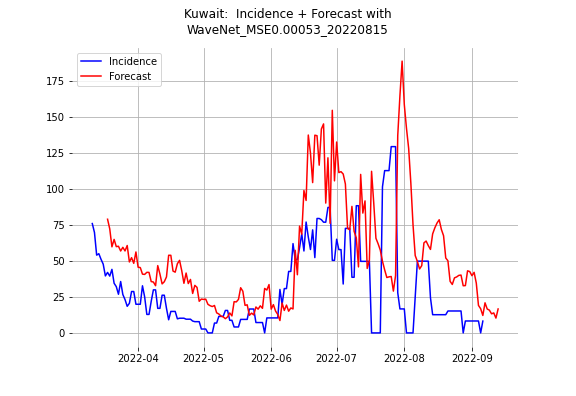 Kuwait:  Incidence + Forecast with
WaveNet_MSE0.00053_20220815
Incidence
Forecast
175
150
125
100
75
50
25
0
2022-04 2022-05 2022-06 2022-07 2022-08 2022-09